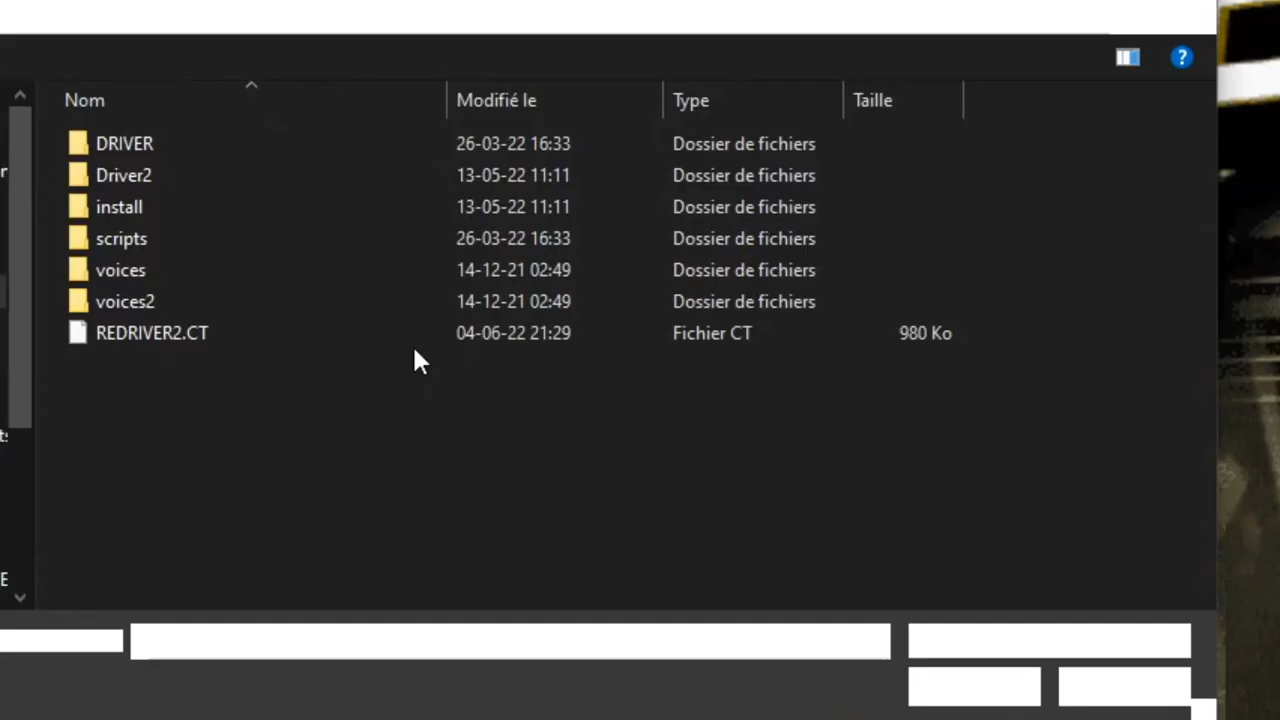 Nom Modifié le Type Taille
DRIVER 26-03-22 16:33 Dossier de fichiers
Driver2 13-05-22 11:11 Dossier de fichiers
install 13-05-22 11:11 Dossier de fichiers
scripts 26-03-22 16:33 Dossier de fichiers
voices 14-12-21 02:49 Dossier de fichiers
voices2 14-12-21 02:49 Dossier de fichiers
REDRIVER2.CT 04-06-22 21:29 Fichier CT 980 Ko